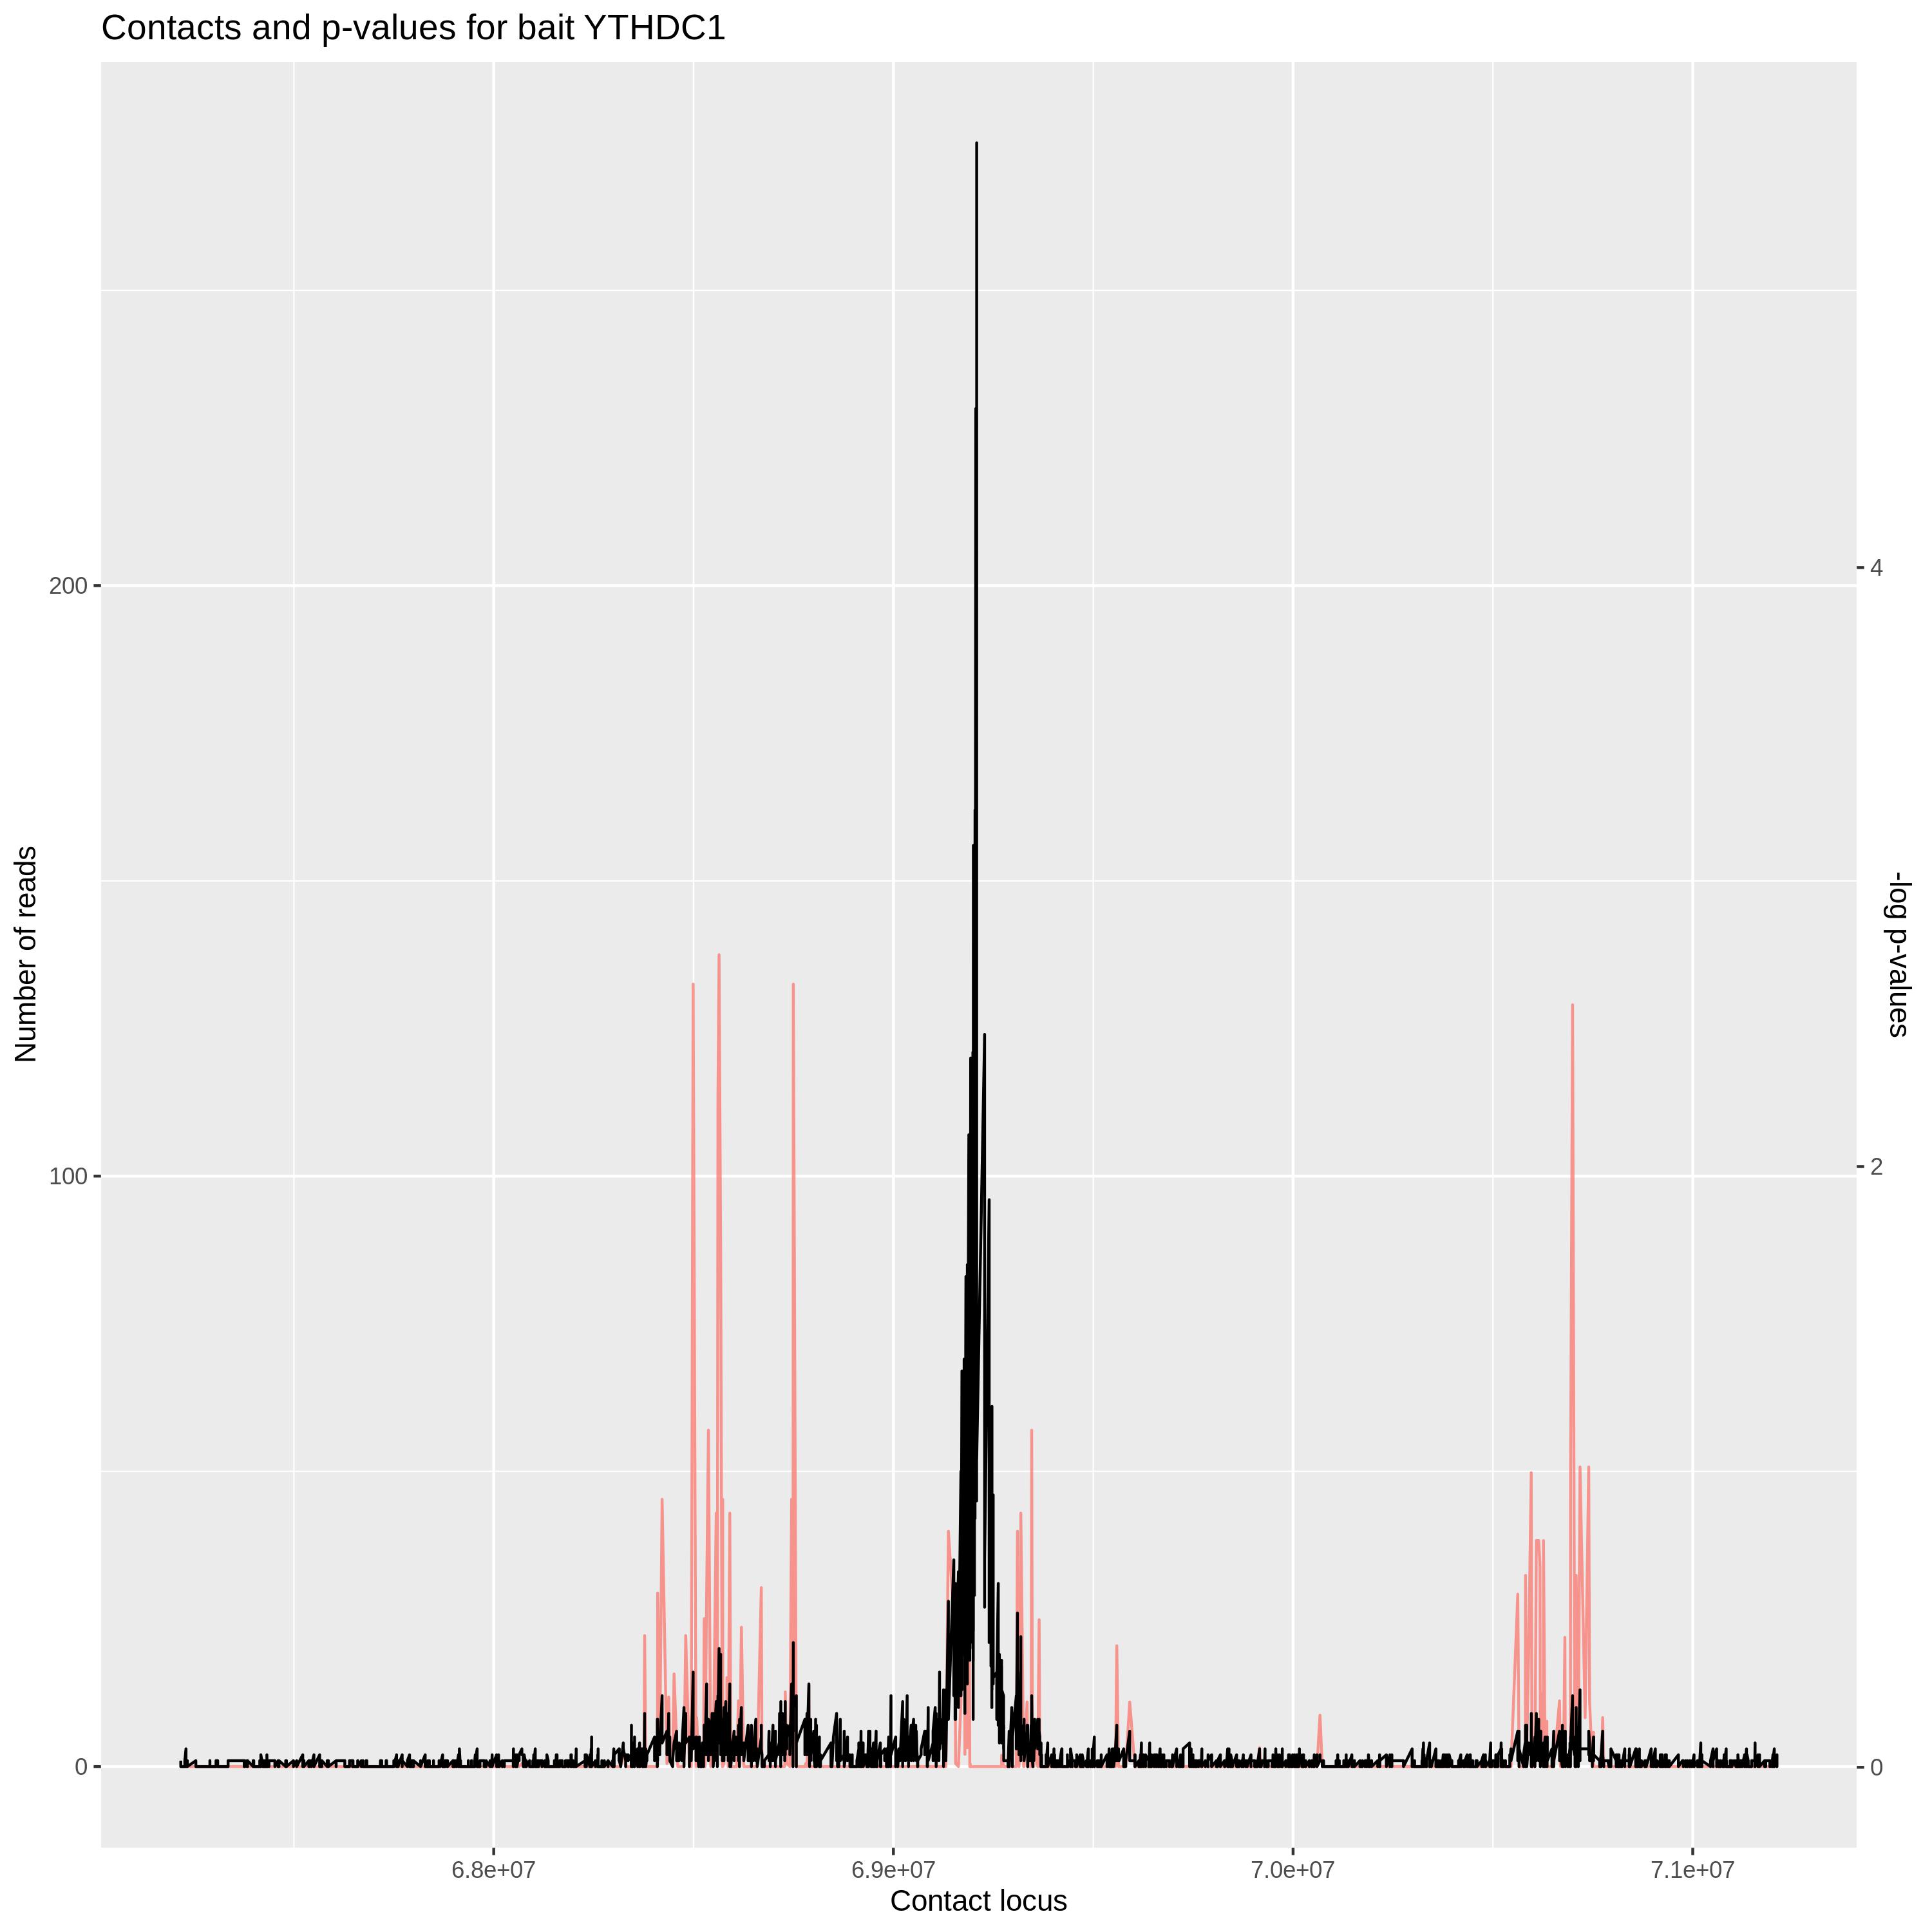 Contacts and p-values for bait YTHDC1
Number of reads
200
100
0
4
2
0
-log p-values
6.8e+07
6.9e+07
7.0e+07
7.1e+07
Contact locus